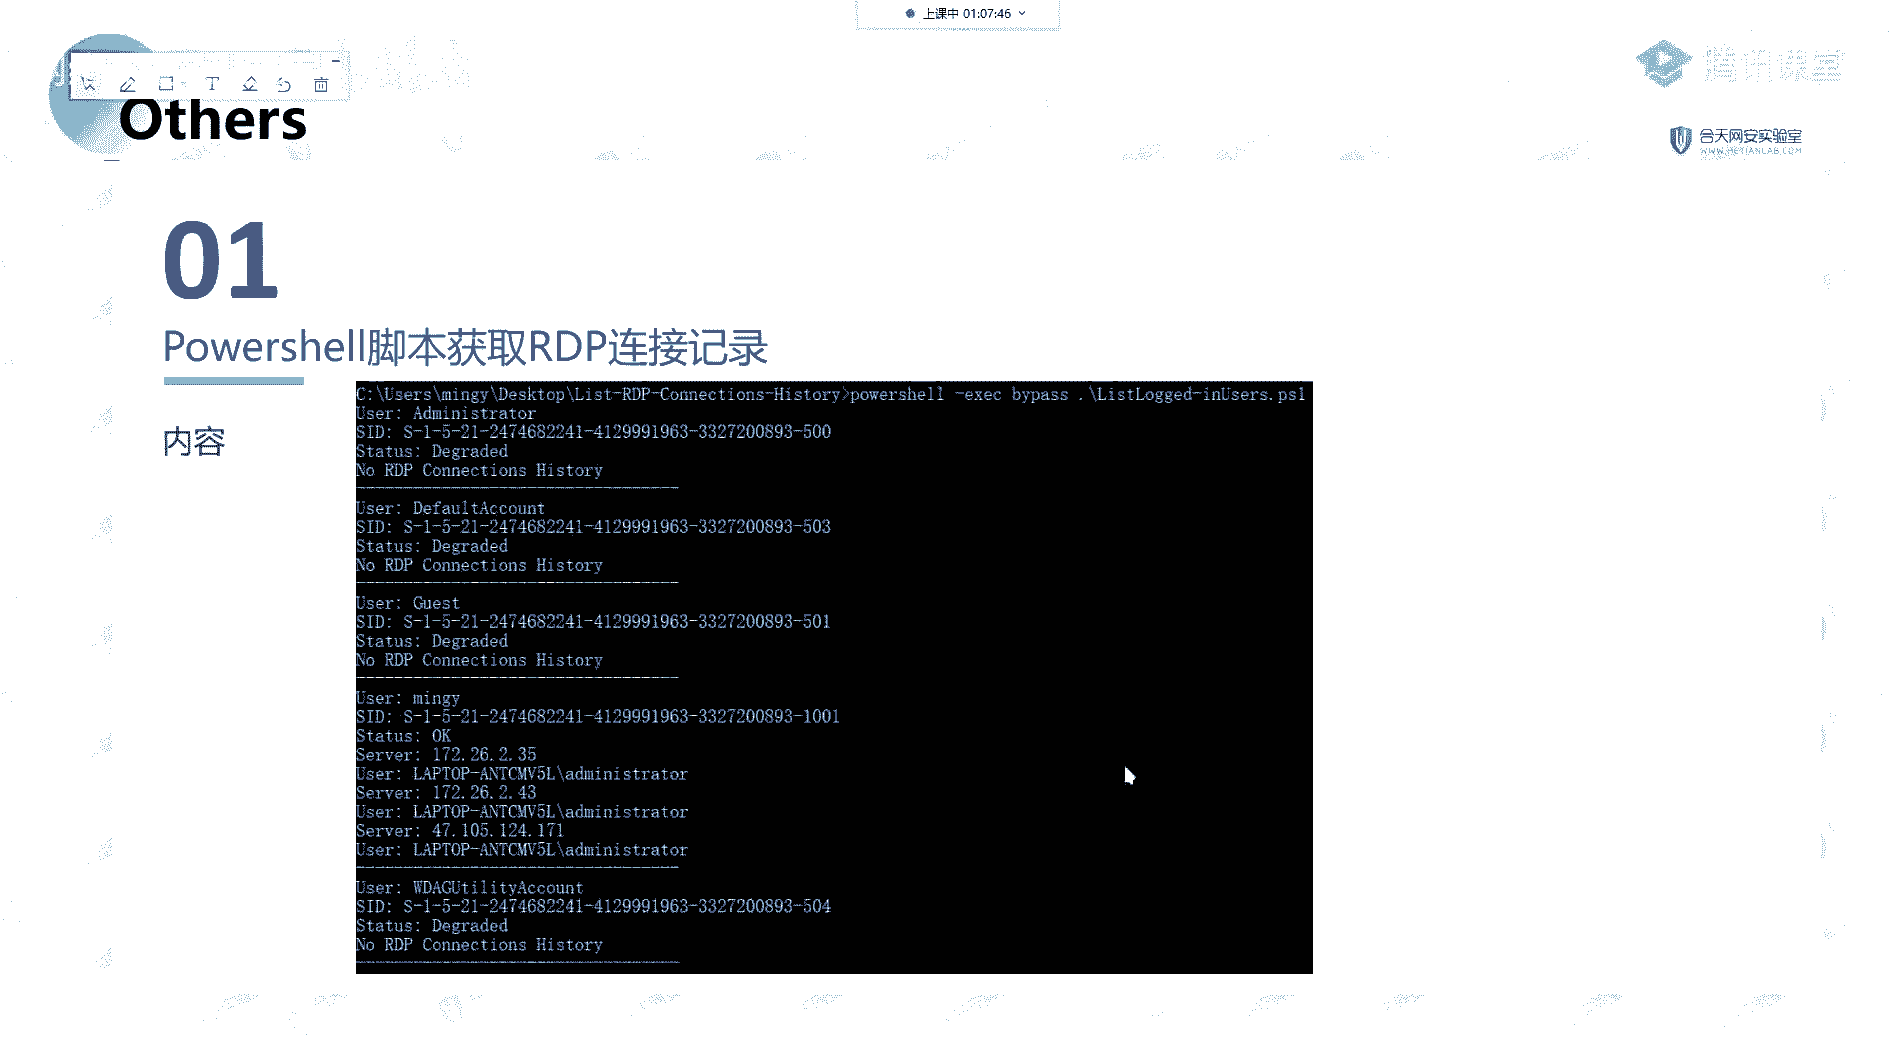 上课中 01:07:46
腾讯课堂
T
Others
合天网安实验室
WWW.HETIANLAB.COM
01
Powershell脚本获取RDP连接记录
内容
C:\Users\mingy\Desktop\List-RDP-Connections-History>powershell -exec bypass .\ListLogged-inUsers.ps1
User: Administrator
SID: S-1-5-21-2474682241-4129991963-3327200893-500
Status: Degraded
No RDP Connections History
----------------------------------
User: DefaultAccount
SID: S-1-5-21-2474682241-4129991963-3327200893-503
Status: Degraded
No RDP Connections History
----------------------------------
User: Guest
SID: S-1-5-21-2474682241-4129991963-3327200893-501
Status: Degraded
No RDP Connections History
----------------------------------
User: mingy
SID: S-1-5-21-2474682241-4129991963-3327200893-1001
Status: OK
Server: 172.26.2.35
User: LAPTOP-ANTCMV5L\administrator
Server: 172.26.2.43
User: LAPTOP-ANTCMV5L\administrator
Server: 47.105.124.171
User: LAPTOP-ANTCMV5L\administrator
----------------------------------
User: WDAGUtilityAccount
SID: S-1-5-21-2474682241-4129991963-3327200893-504
Status: Degraded
No RDP Connections History
----------------------------------